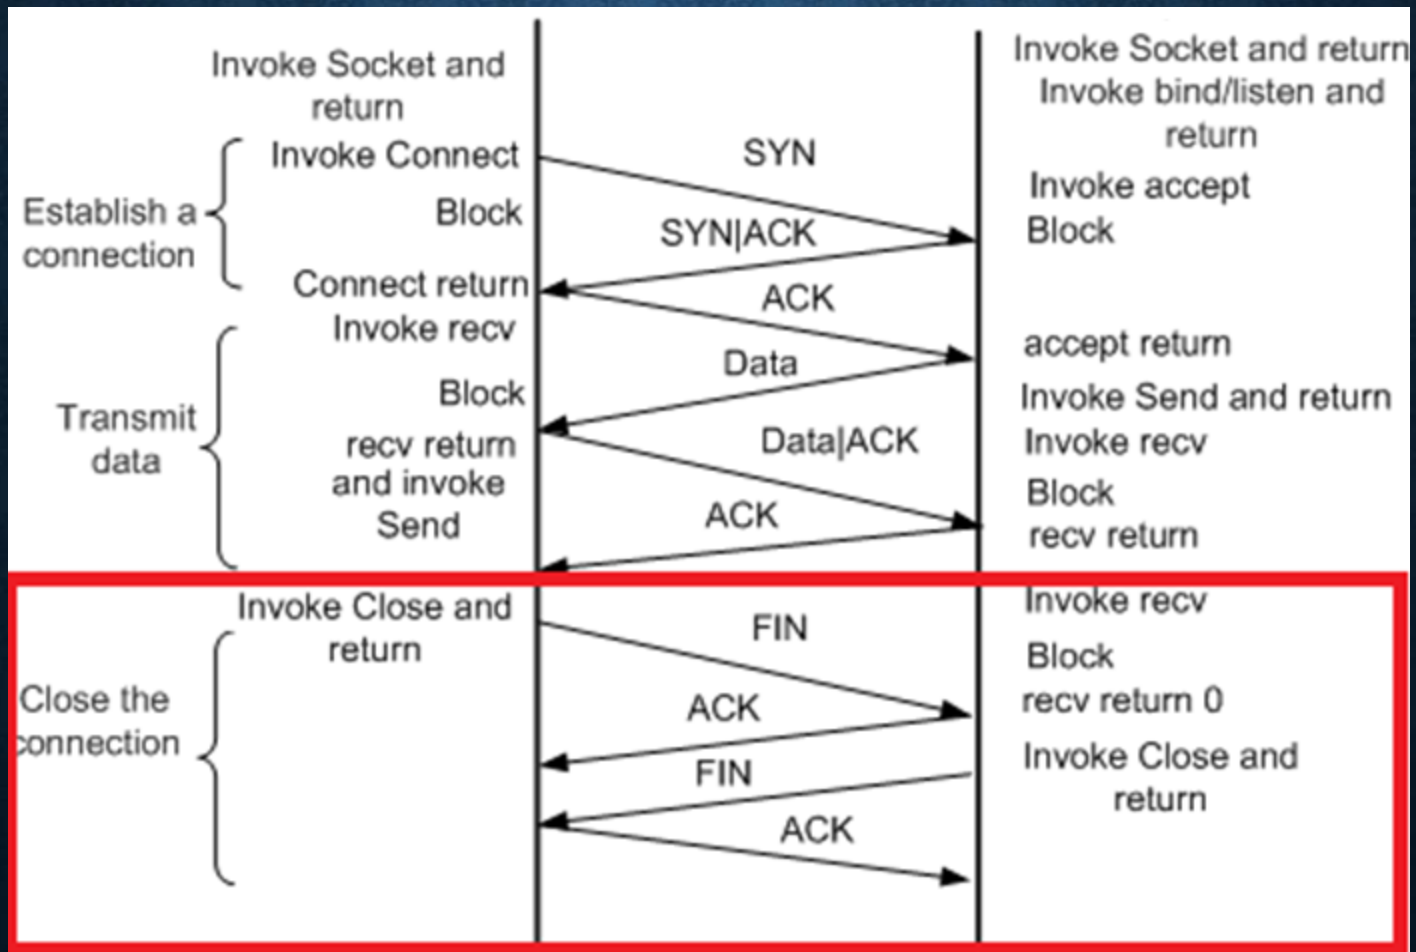 Invoke Socket and
return
Invoke Connect
Establish a
connection
Block
Connect return
Invoke recv
Transmit
data
Block
recv return
and invoke
Send
Invoke Close and
return
Close the
connection
SYN
SYN|ACK
ACK
Data
Data|ACK
ACK
FIN
ACK
FIN
ACK
Invoke Socket and return
Invoke bind/listen and
return
Invoke accept
Block
accept return
Invoke Send and return
Invoke recv
Block
recv return
Invoke recv
Block
recv return 0
Invoke Close and
return